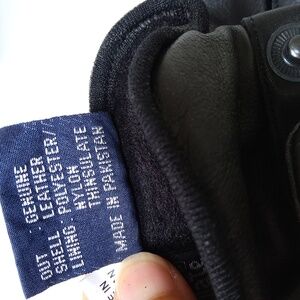 OUT : GENUINE
LEATHER
SHELL : POLYESTER/
NYLON
LINING : THINSULATE
MADE IN PAKISTAN